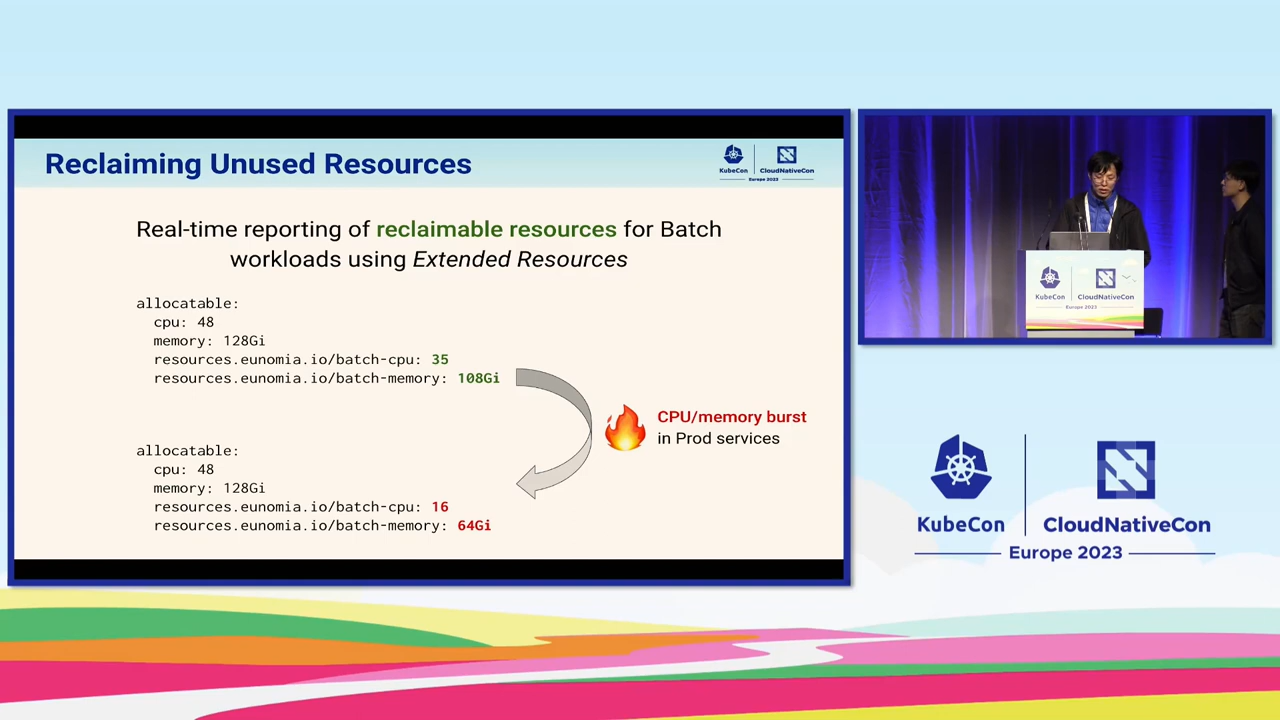 Reclaiming Unused Resources
KubeCon
CloudNativeCon
Europe 2023
Real-time reporting of reclaimable resources for Batch
workloads using Extended Resources
allocatable:
cpu: 48
memory: 128Gi
resources.eunomia.io/batch-cpu: 35
resources.eunomia.io/batch-memory: 108Gi
CPU/memory burst
in Prod services
allocatable:
cpu: 48
memory: 128Gi
resources.eunomia.io/batch-cpu: 16
resources.eunomia.io/batch-memory: 64Gi
KubeCon
CloudNativeCon
Europe 2023
KubeCon
CloudNativeCon
Europe 2023